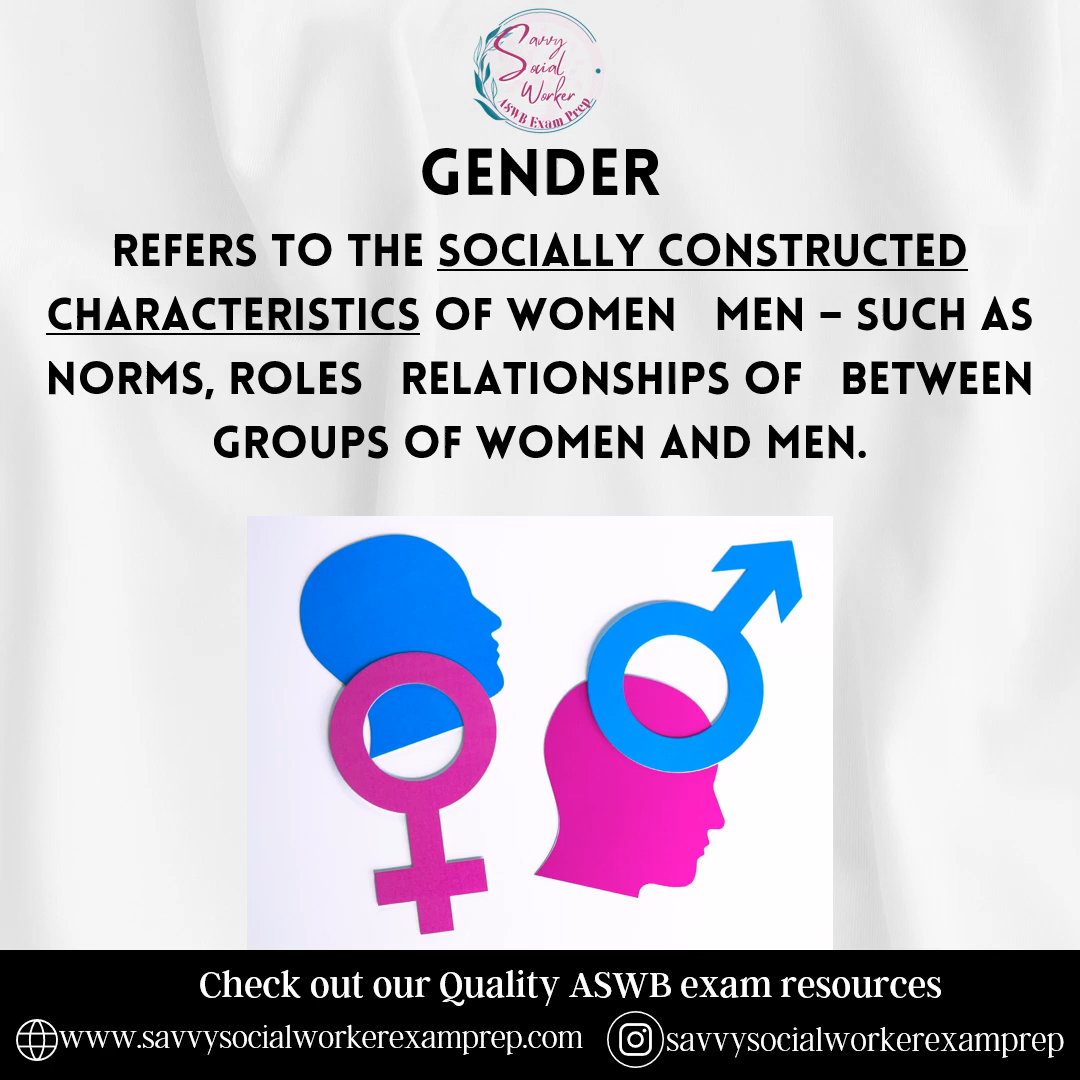 Savvy
Social
Worker
ASWB Exam Prep
GENDER
REFERS TO THE SOCIALLY CONSTRUCTED
CHARACTERISTICS OF WOMEN MEN – SUCH AS
NORMS, ROLES RELATIONSHIPS OF BETWEEN
GROUPS OF WOMEN AND MEN.
Check out our Quality ASWB exam resources
www.savvysocialworkerexamprep.com savvysocialworkerexamprep